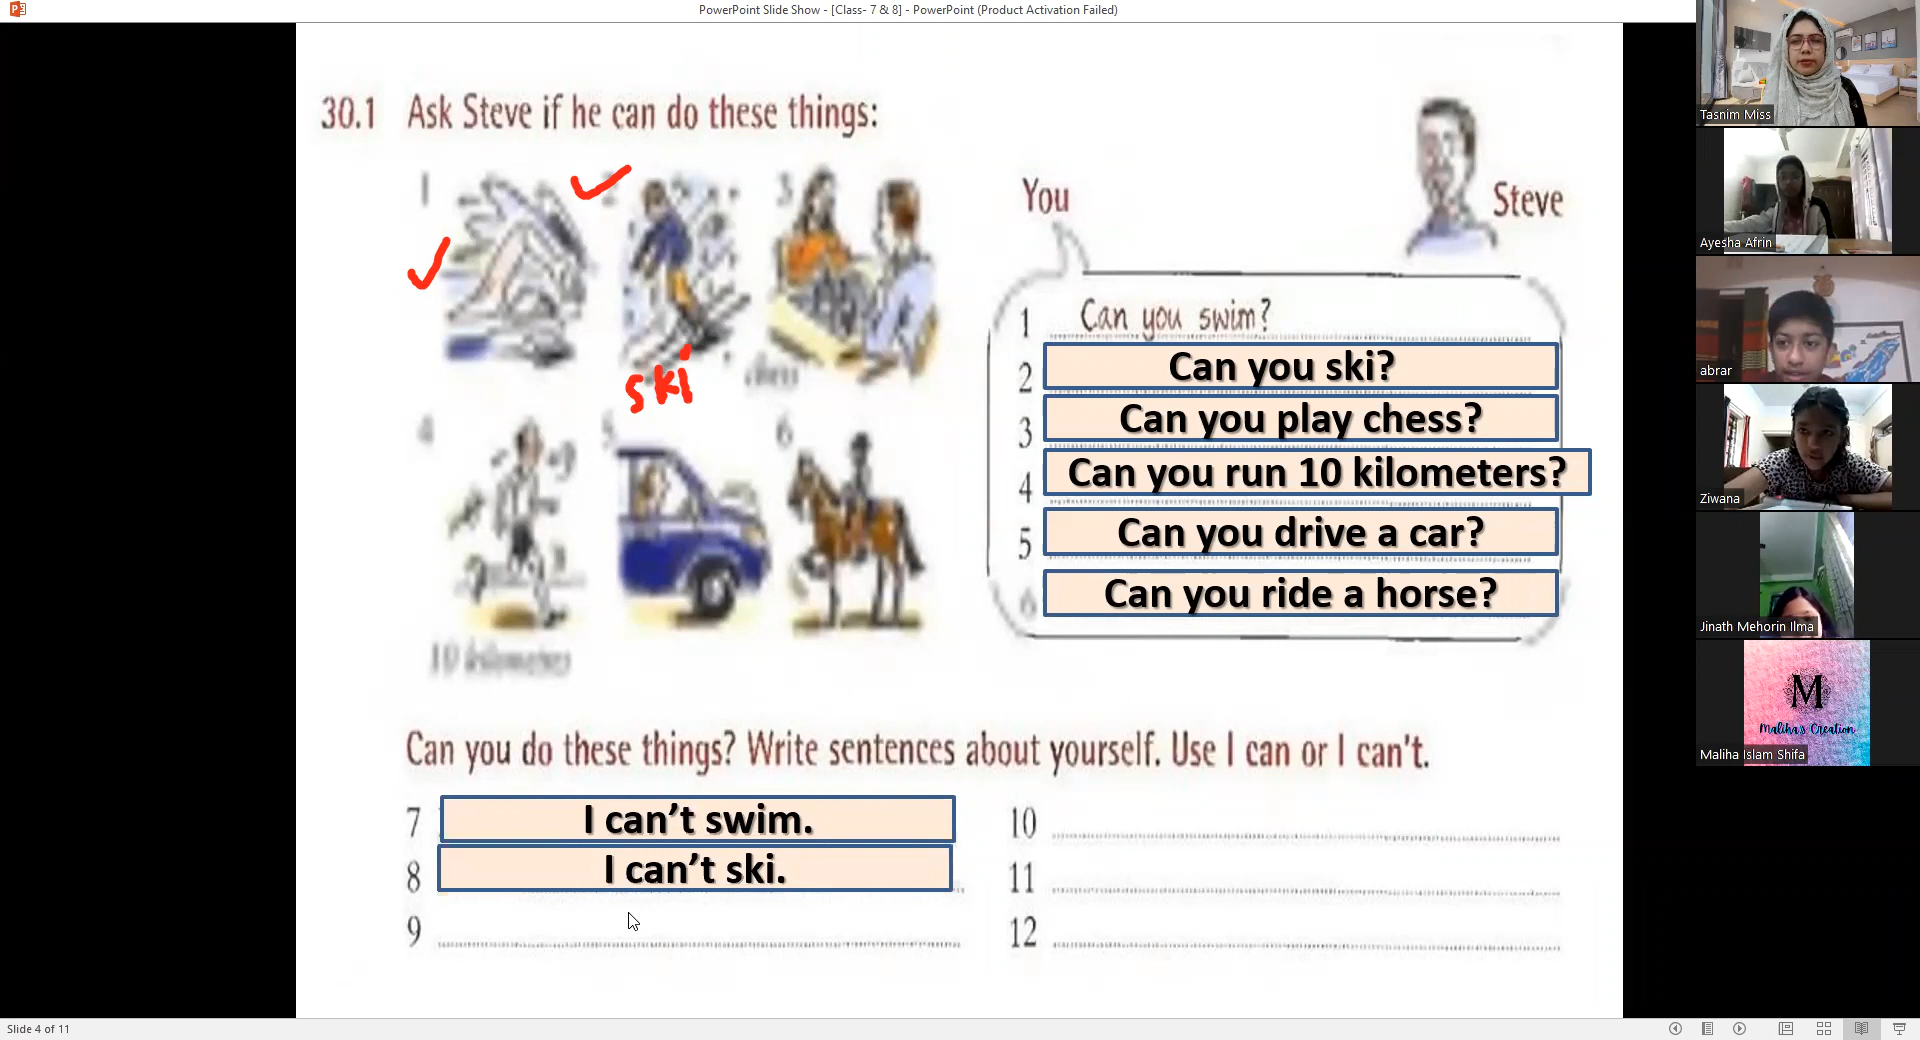 PowerPoint Slide Show - [Class- 7 & 8] - PowerPoint (Product Activation Failed)
30.1 Ask Steve if he can do these things:
1
2
3
ski
chess
4
5
6
10 kilometres
You
Steve
1 Can you swim?
2 Can you ski?
3 Can you play chess?
4 Can you run 10 kilometers?
5 Can you drive a car?
6 Can you ride a horse?
Can you do these things? Write sentences about yourself. Use I can or I can't.
7 I can’t swim.
8 I can’t ski.
9
10
11
12
Tasnim Miss
Ayesha Afrin
abrar
Ziwana
Jinath Mehorin Ilma
M
Maliha's Creation
Maliha Islam Shifa
Slide 4 of 11